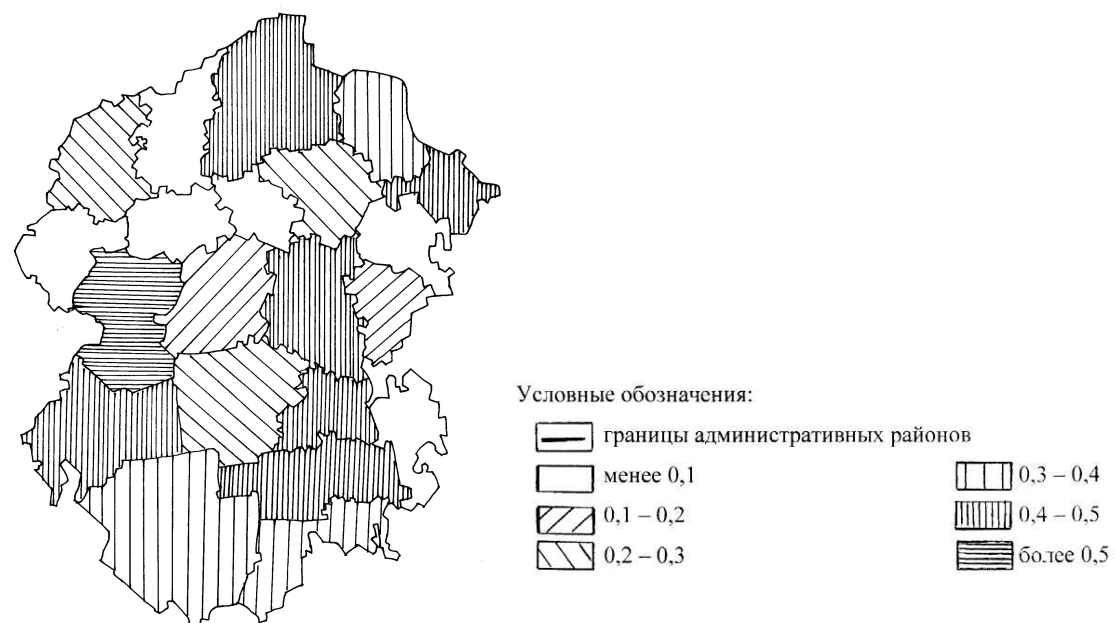 Условные обозначения:
границы административных районов
менее 0,1
0,1 – 0,2
0,2 – 0,3
0,3 – 0,4
0,4 – 0,5
более 0,5